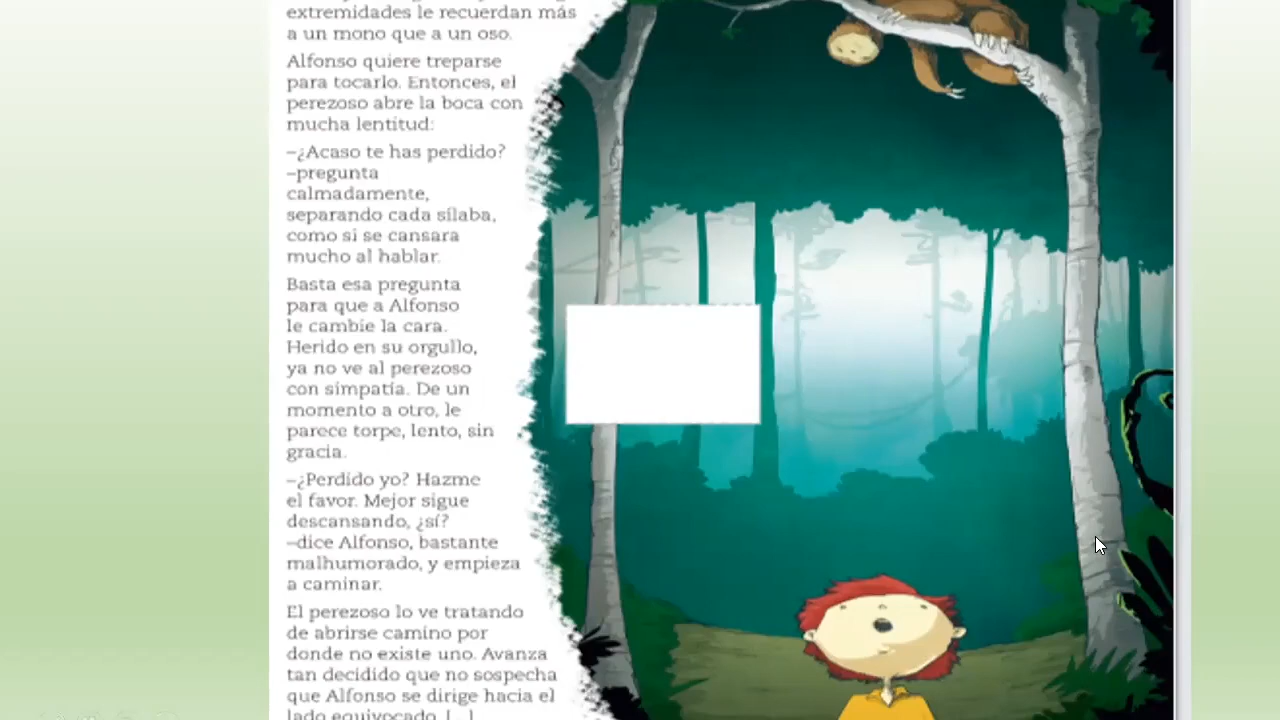 extremidades le recuerdan más
a un mono que a un oso.
Alfonso quiere treparse
para tocarlo. Entonces, el
perezoso abre la boca con
mucha lentitud:
–¿Acaso te has perdido?
–pregunta
calmadamente,
separando cada sílaba,
como si se cansara
mucho al hablar.
Basta esa pregunta
para que a Alfonso
le cambie la cara.
Herido en su orgullo,
ya no ve al perezoso
con simpatía. De un
momento a otro, le
parece torpe, lento, sin
gracia.
–¿Perdido yo? Hazme
el favor. Mejor sigue
descansando, ¿sí?
–dice Alfonso, bastante
malhumorado, y empieza
a caminar.
El perezoso lo ve tratando
de abrirse camino por
donde no existe uno. Avanza
tan decidido que no sospecha
que Alfonso se dirige hacia el
lado equivocado. [...]